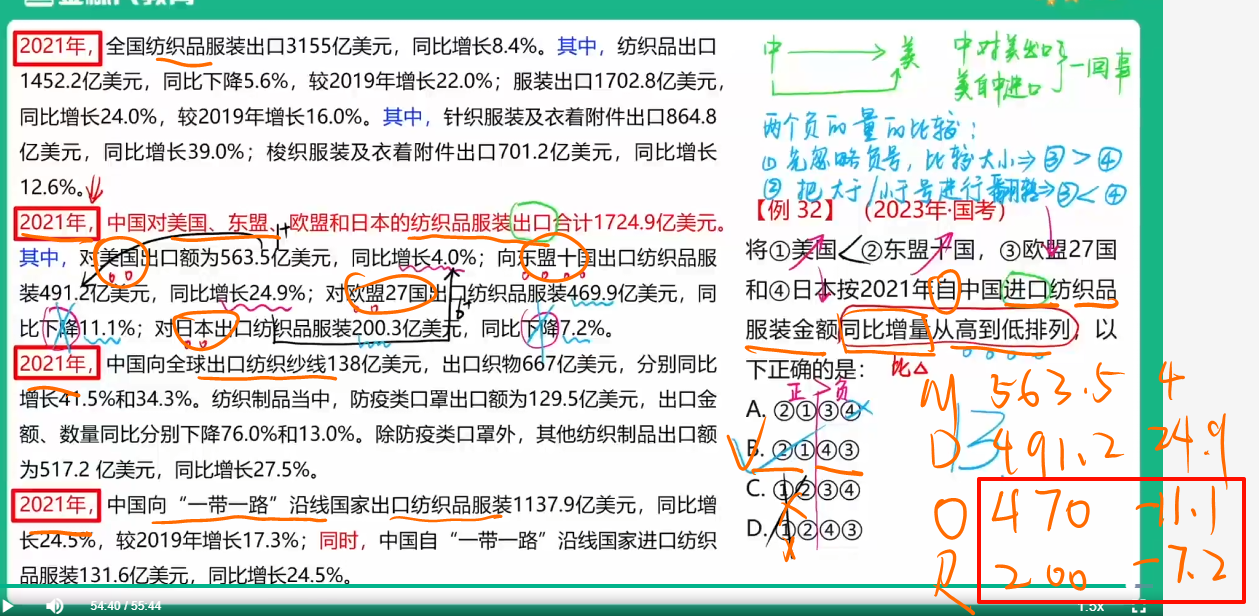 2021年，全国纺织品服装出口3155亿美元，同比增长8.4%。其中，纺织品出口
1452.2亿美元，同比下降5.6%，较2019年增长22.0%；服装出口1702.8亿美元，
同比增长24.0%，较2019年增长16.0%。其中，针织服装及衣着附件出口864.8
亿美元，同比增长39.0%；梭织服装及衣着附件出口701.2亿美元，同比增长
12.6%。
2021年，中国对美国、东盟、欧盟和日本的纺织品服装出口合计1724.9亿美元。
其中，对美国出口额为563.5亿美元，同比增长4.0%；向东盟十国出口纺织品服
装491.2亿美元，同比增长24.9%；对欧盟27国出口纺织品服装469.9亿美元，同
比下降11.1%；对日本出口纺织品服装200.3亿美元，同比下降7.2%。
2021年，中国向全球出口纺织纱线138亿美元，出口织物667亿美元，分别同比
增长41.5%和34.3%。纺织制品当中，防疫类口罩出口额为129.5亿美元，出口金
额、数量同比分别下降76.0%和13.0%。除防疫类口罩外，其他纺织制品出口额
为517.2 亿美元，同比增长27.5%。
2021年，中国向“一带一路”沿线国家出口纺织品服装1137.9亿美元，同比增
长24.5%，较2019年增长17.3%；同时，中国自“一带一路”沿线国家进口纺织
品服装131.6亿美元，同比增长24.5%。
中 美 中对美出口
美自中进口 一回事
两个负的量的比较：
① 先忽略负号，比较大小⇒③>④
② 把大于/小于号进行翻转⇒③<④
【例 32】（2023年·国考）
将①美国<②东盟十国，③欧盟27国
和④日本按2021年自中国进口纺织品
服装金额同比增量从高到低排列，以
下正确的是：
比△
正>负
A. ②①③④
B. ②①④③
C. ①②③④
D. ①②④③
M 563.5 4
D 491.2 24.9
O 470 -11.1
R 200 -7.2
54:40 / 55:44
1.5x